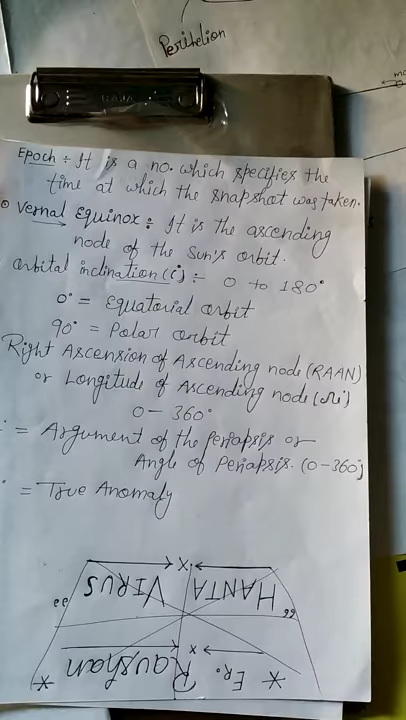 Perihelion
Epoch ÷ It is a no. which specifies the
time at which the snapshot was taken.
Vernal Equinox ÷ It is the ascending
node of the Sun's orbit.
Orbital inclination (i) ÷ 0 to 180°
0° = Equatorial orbit
90° = Polar orbit
Right Ascension of Ascending node (RAAN)
or Longitude of Ascending node
0 - 360°
= Argument of the periapsis or
Angle of Periapsis. (0-360°)
= True Anomaly
* ER. x Raushan *
" HANTA VIRUS "
x